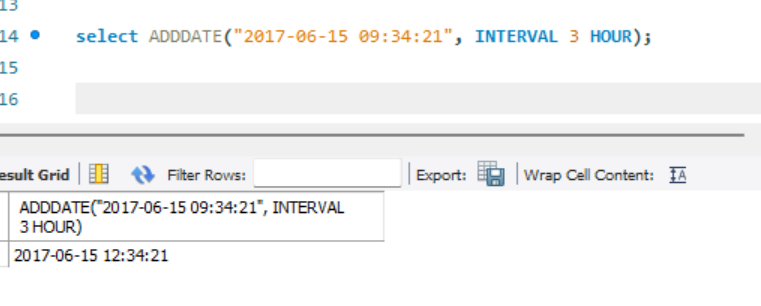 13
14 select ADDDATE("2017-06-15 09:34:21", INTERVAL 3 HOUR);
15
16
esult Grid Filter Rows: Export: Wrap Cell Content: IA
ADDDATE("2017-06-15 09:34:21", INTERVAL
3 HOUR)
2017-06-15 12:34:21